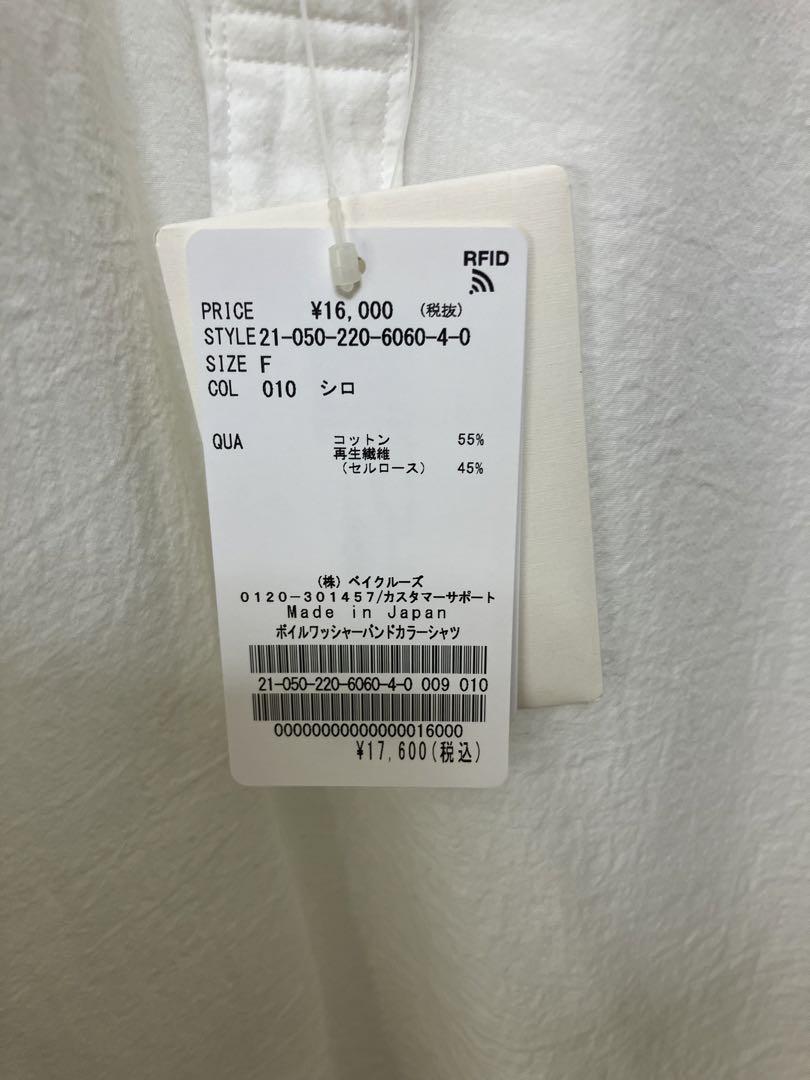 RFID
PRICE ¥16,000 (税抜)
STYLE 21-050-220-6060-4-0
SIZE F
COL 010 シロ
QUA コットン 55%
再生繊維
(セルロース) 45%
(株) ベイクルーズ
0120-301457/カスタマーサポート
Made in Japan
ボイルワッシャーバンドカラーシャツ
21-050-220-6060-4-0 009 010
00000000000000016000
¥17,600(税込)